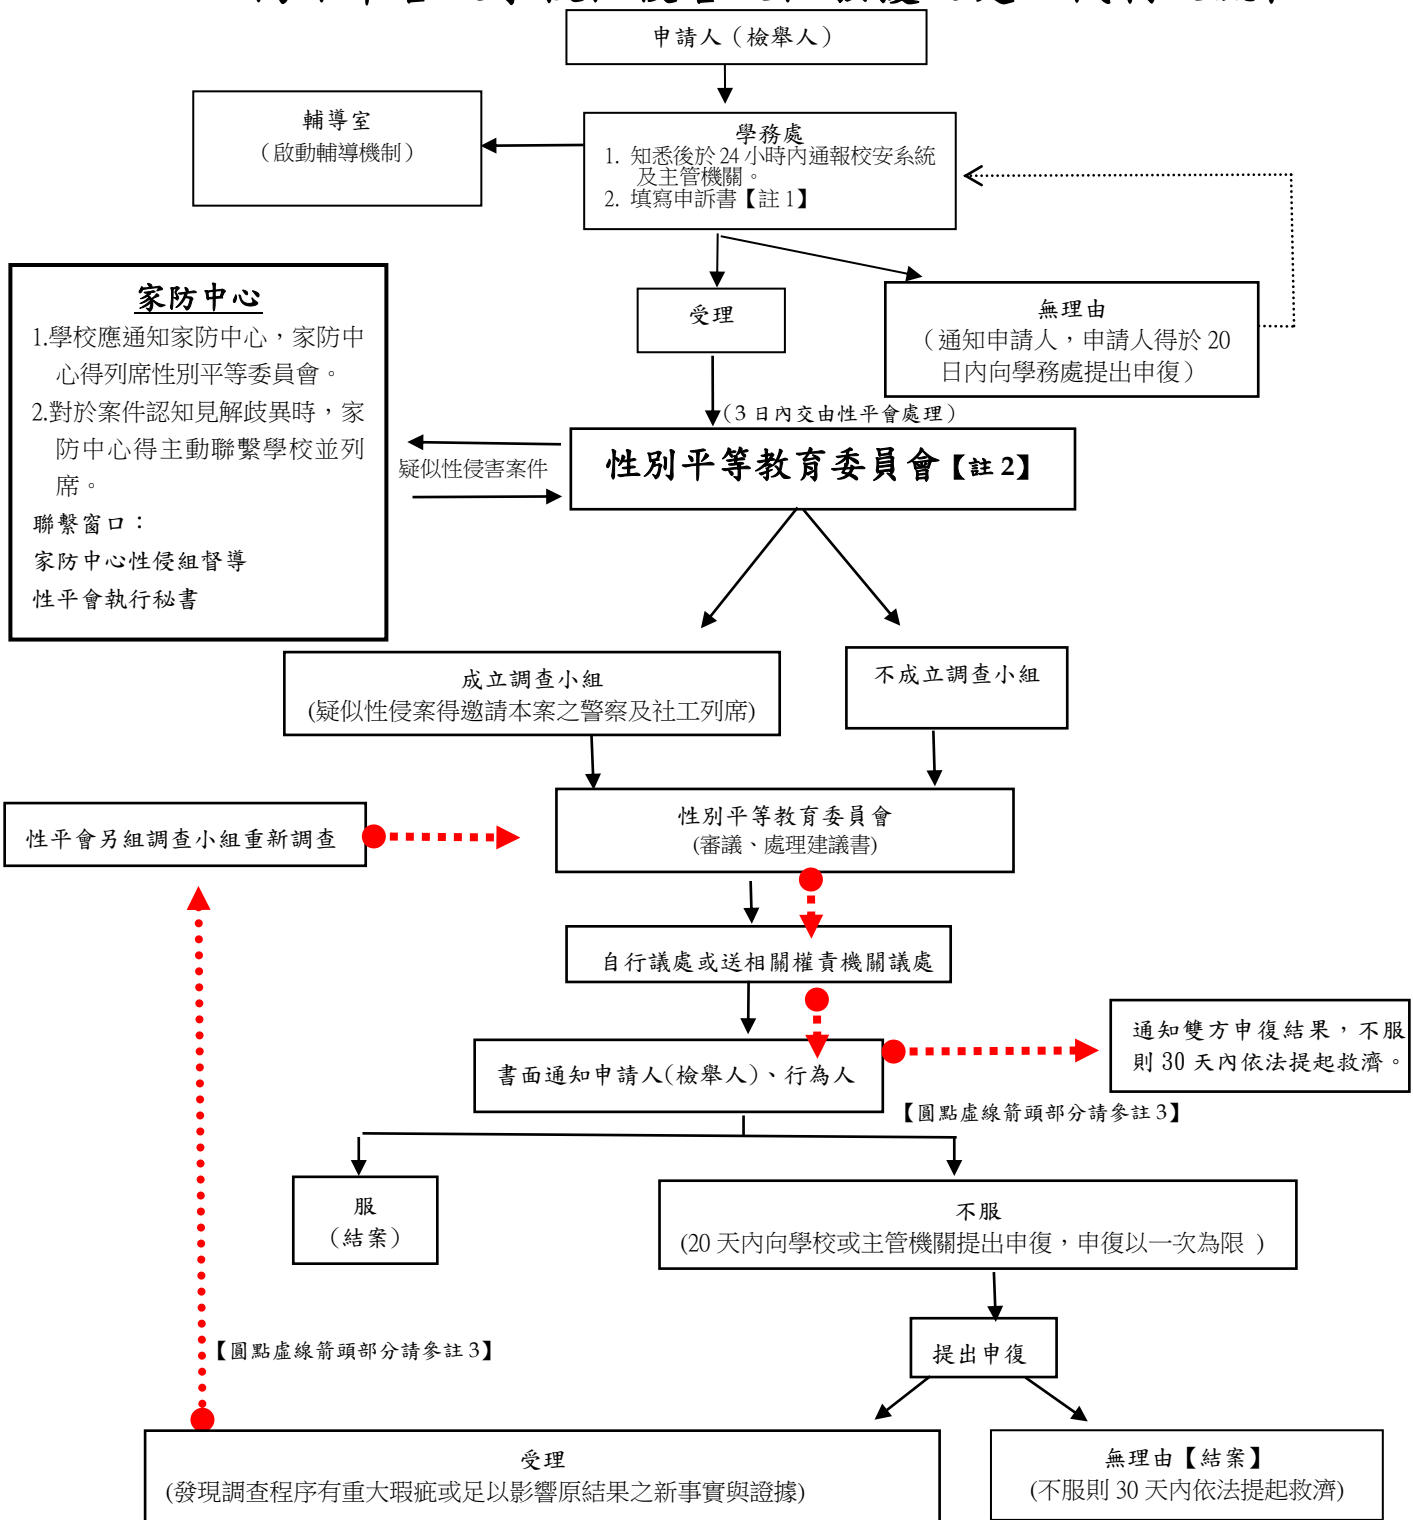 申請人（檢舉人）
輔導室
（啟動輔導機制）
學務處
1. 知悉後於 24 小時內通報校安系統
及主管機關。
2. 填寫申訴書【註 1】
家防中心
1.學校應通知家防中心，家防中
心得列席性別平等委員會。
2.對於案件認知見解歧異時，家
防中心得主動聯繫學校並列
席。
聯繫窗口：
家防中心性侵組督導
性平會執行秘書
受理
無理由
（通知申請人，申請人得於 20
日內向學務處提出申復）
(3 日內交由性平會處理)
疑似性侵害案件
性別平等教育委員會【註 2】
成立調查小組
(疑似性侵案得邀請本案之警察及社工列席)
不成立調查小組
性平會另組調查小組重新調查
性別平等教育委員會
(審議、處理建議書)
自行議處或送相關權責機關議處
書面通知申請人(檢舉人)、行為人
通知雙方申復結果，不服
則 30 天內依法提起救濟。
【圓點虛線箭頭部分請參註 3】
服
（結案）
不服
(20 天內向學校或主管機關提出申復，申復以一次為限 )
提出申復
【圓點虛線箭頭部分請參註 3】
受理
(發現調查程序有重大瑕疵或足以影響原結果之新事實與證據)
無理由【結案】
(不服則 30 天內依法提起救濟)